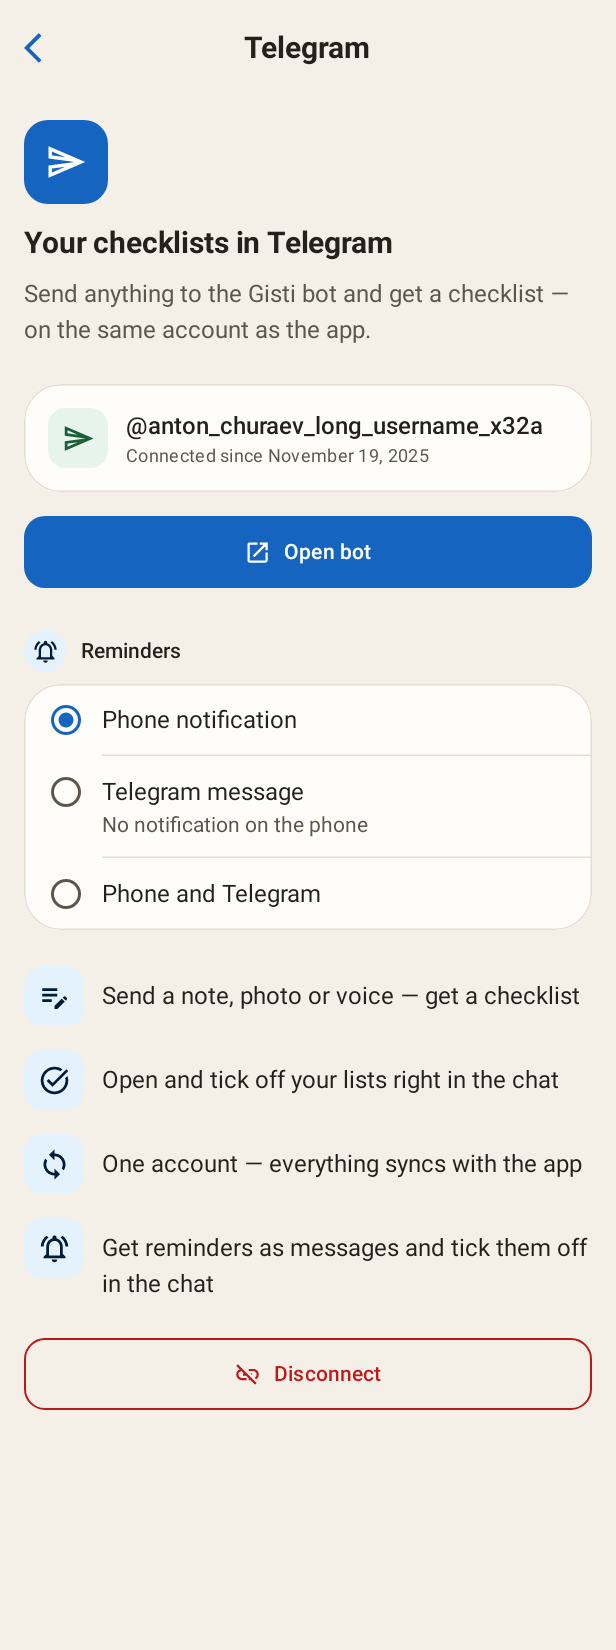 Telegram
Your checklists in Telegram
Send anything to the Gisti bot and get a checklist —
on the same account as the app.
@anton_churaev_long_username_x32a
Connected since November 19, 2025
Open bot
Reminders
Phone notification
Telegram message
No notification on the phone
Phone and Telegram
Send a note, photo or voice — get a checklist
Open and tick off your lists right in the chat
One account — everything syncs with the app
Get reminders as messages and tick them off
in the chat
Disconnect